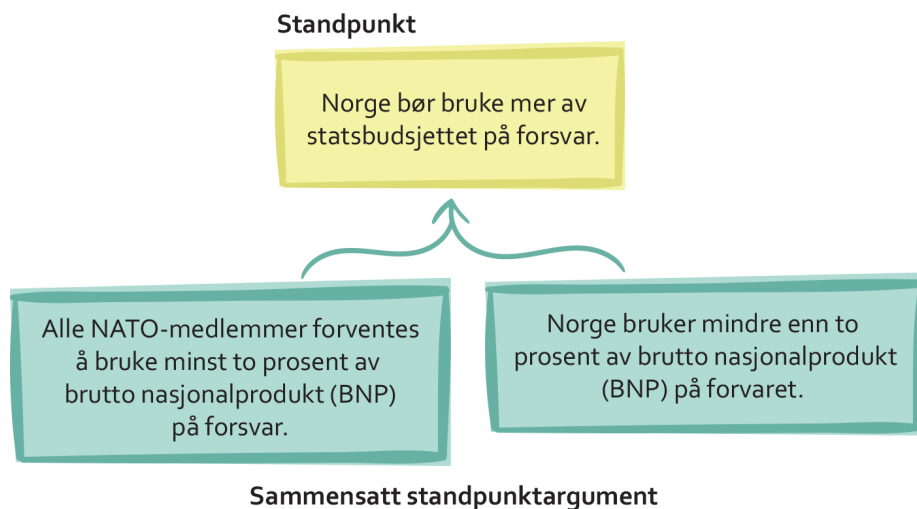 Standpunkt
Norge bør bruke mer av
statsbudsjettet på forsvar.
Alle NATO-medlemmer forventes
å bruke minst to prosent av
brutto nasjonalprodukt (BNP)
på forsvar.
Norge bruker mindre enn to
prosent av brutto nasjonalprodukt
(BNP) på forvaret.
Sammensatt standpunktargument